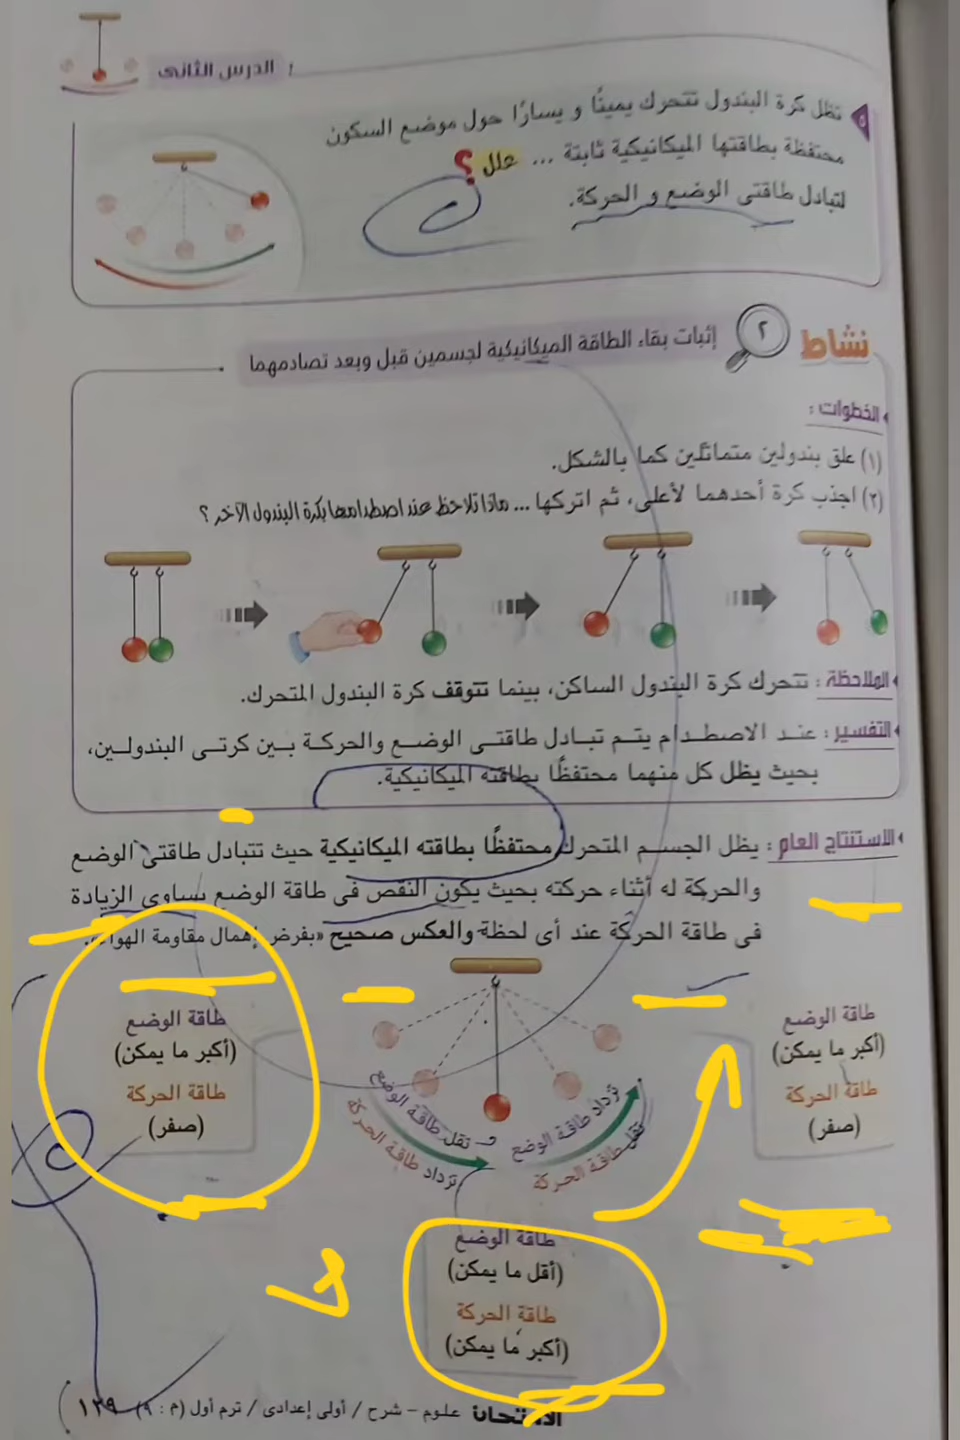 الدرس الثانى
٥ تظل كرة البندول تتحرك يمينًا و يسارًا حول موضع السكون
محتفظة بطاقتها الميكانيكية ثابتة ... علل ؟
لتبادل طاقتى الوضع و الحركة.
نشاط ٢ إثبات بقاء الطاقة الميكانيكية لجسمين قبل وبعد تصادمهما
الخطوات :
(١) علق بندولين متماثلين كما بالشكل.
(٢) اجذب كرة أحدهما لأعلى، ثم اتركها ... ماذا تلاحظ عند اصطدامها بكرة البندول الآخر ؟
الملاحظة : تتحرك كرة البندول الساكن، بينما تتوقف كرة البندول المتحرك.
التفسير : عند الاصطدام يتم تبادل طاقتى الوضع والحركة بين كرتى البندولين،
بحيث يظل كل منهما محتفظًا بطاقته الميكانيكية.
الاستنتاج العام : يظل الجسم المتحرك محتفظًا بطاقته الميكانيكية حيث تتبادل طاقتى الوضع
والحركة له أثناء حركته بحيث يكون النقص فى طاقة الوضع يساوى الزيادة
فى طاقة الحركة عند أى لحظة والعكس صحيح «بفرض إهمال مقاومة الهواء».
طاقة الوضع
(أكبر ما يمكن)
طاقة الحركة
(صفر)
طاقة الوضع
(أكبر ما يمكن)
طاقة الحركة
(صفر)
تزداد طاقة الوضع
تقل طاقة الحركة
تقل طاقة الوضع
تزداد طاقة الحركة
طاقة الوضع
(أقل ما يمكن)
طاقة الحركة
(أكبر ما يمكن)
الامتحان علوم - شرح / أولى إعدادى / ترم أول (م : ٩) ١٢٩